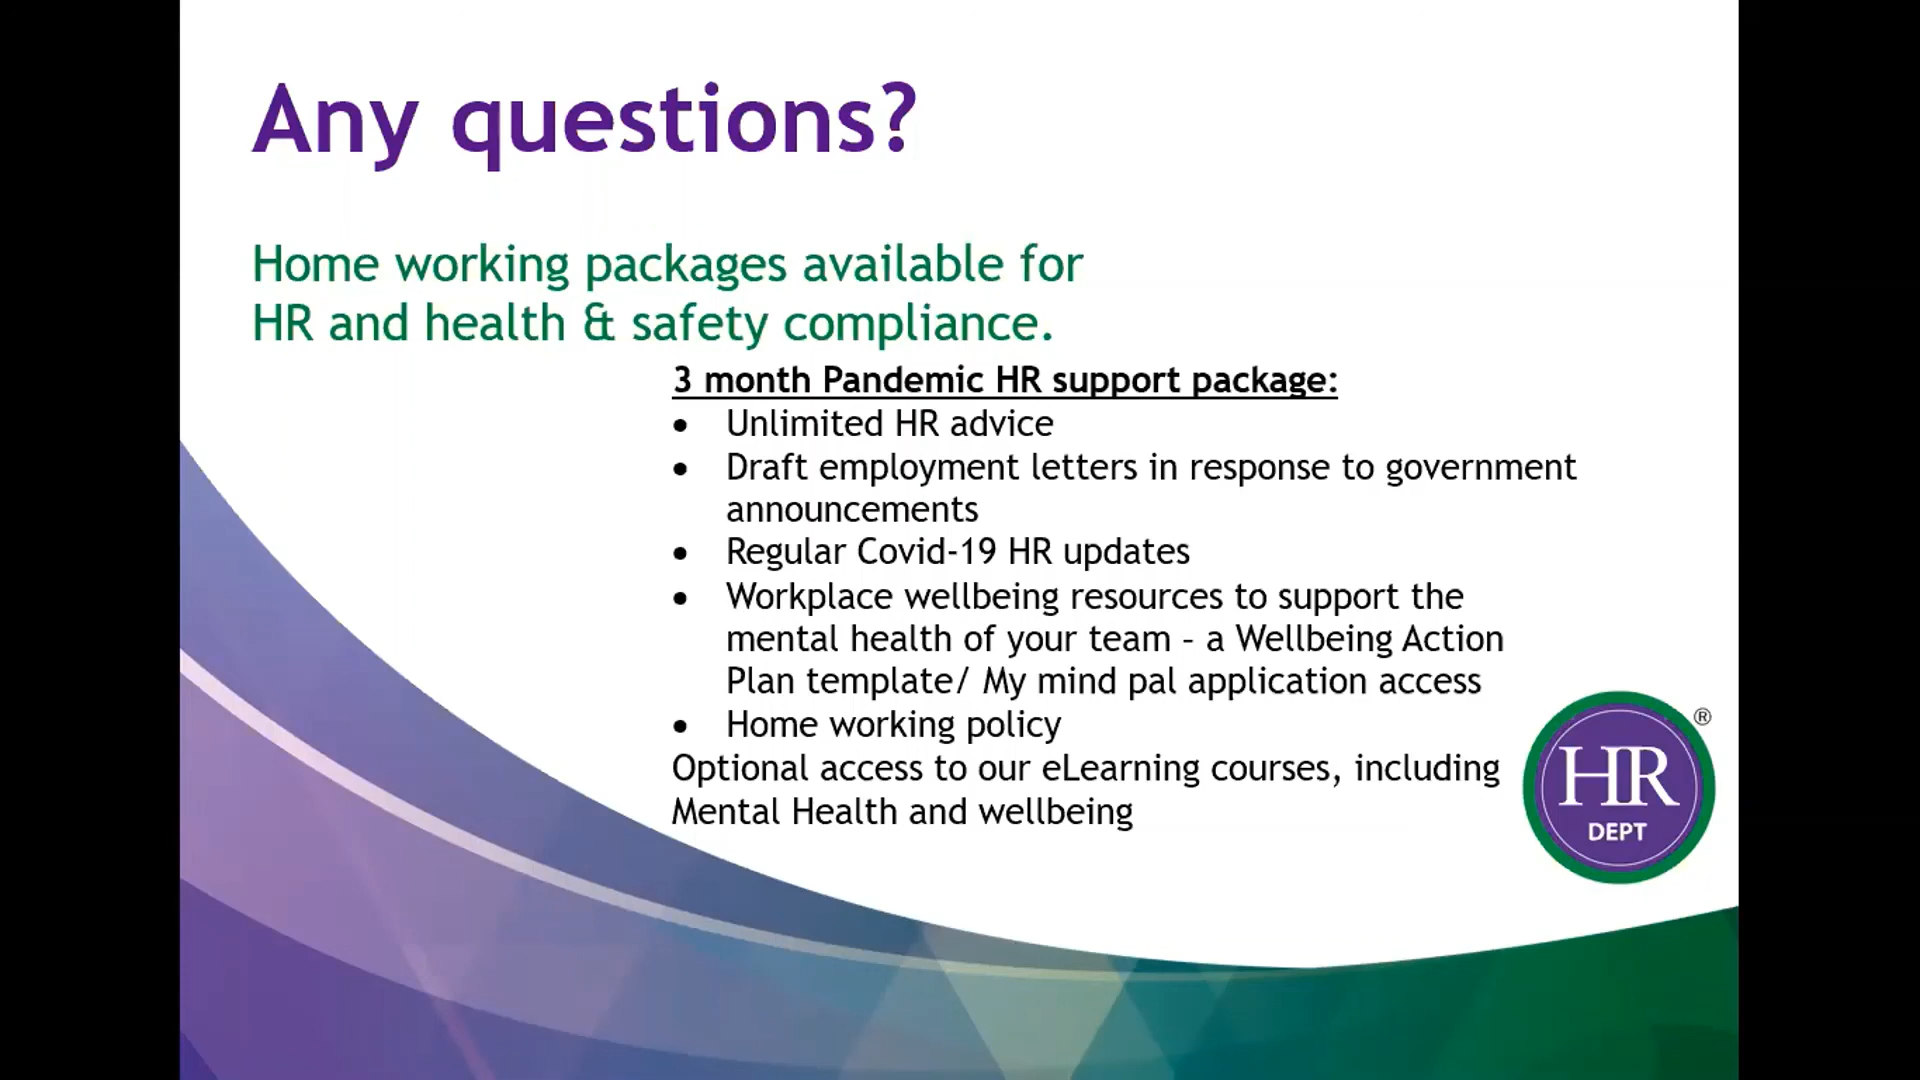 Any questions?
Home working packages available for
HR and health & safety compliance.
3 month Pandemic HR support package:
• Unlimited HR advice
• Draft employment letters in response to government
announcements
• Regular Covid-19 HR updates
• Workplace wellbeing resources to support the
mental health of your team – a Wellbeing Action
Plan template/ My mind pal application access
• Home working policy
Optional access to our eLearning courses, including
Mental Health and wellbeing
®
HR
DEPT